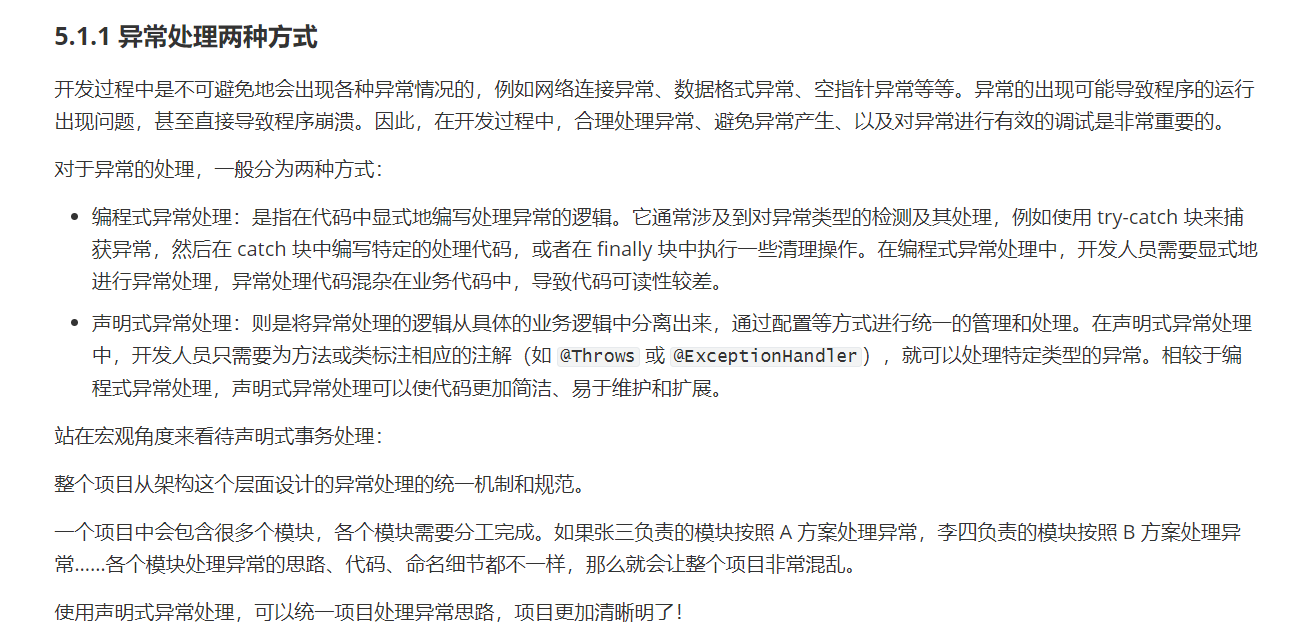 5.1.1 异常处理两种方式
开发过程中是不可避免地会出现各种异常情况的，例如网络连接异常、数据格式异常、空指针异常等等。异常的出现可能导致程序的运行
出现问题，甚至直接导致程序崩溃。因此，在开发过程中，合理处理异常、避免异常产生、以及对异常进行有效的调试是非常重要的。
对于异常的处理，一般分为两种方式：
• 编程式异常处理：是指在代码中显式地编写处理异常的逻辑。它通常涉及到对异常类型的检测及其处理，例如使用 try-catch 块来捕
获异常，然后在 catch 块中编写特定的处理代码，或者在 finally 块中执行一些清理操作。在编程式异常处理中，开发人员需要显式地
进行异常处理，异常处理代码混杂在业务代码中，导致代码可读性较差。
• 声明式异常处理：则是将异常处理的逻辑从具体的业务逻辑中分离出来，通过配置等方式进行统一的管理和处理。在声明式异常处理
中，开发人员只需要为方法或类标注相应的注解（如 @Throws 或 @ExceptionHandler），就可以处理特定类型的异常。相较于编
程式异常处理，声明式异常处理可以使代码更加简洁、易于维护和扩展。
站在宏观角度来看待声明式事务处理：
整个项目从架构这个层面设计的异常处理的统一机制和规范。
一个项目中会包含很多个模块，各个模块需要分工完成。如果张三负责的模块按照 A 方案处理异常，李四负责的模块按照 B 方案处理异
常……各个模块处理异常的思路、代码、命名细节都不一样，那么就会让整个项目非常混乱。
使用声明式异常处理，可以统一项目处理异常思路，项目更加清晰明了！